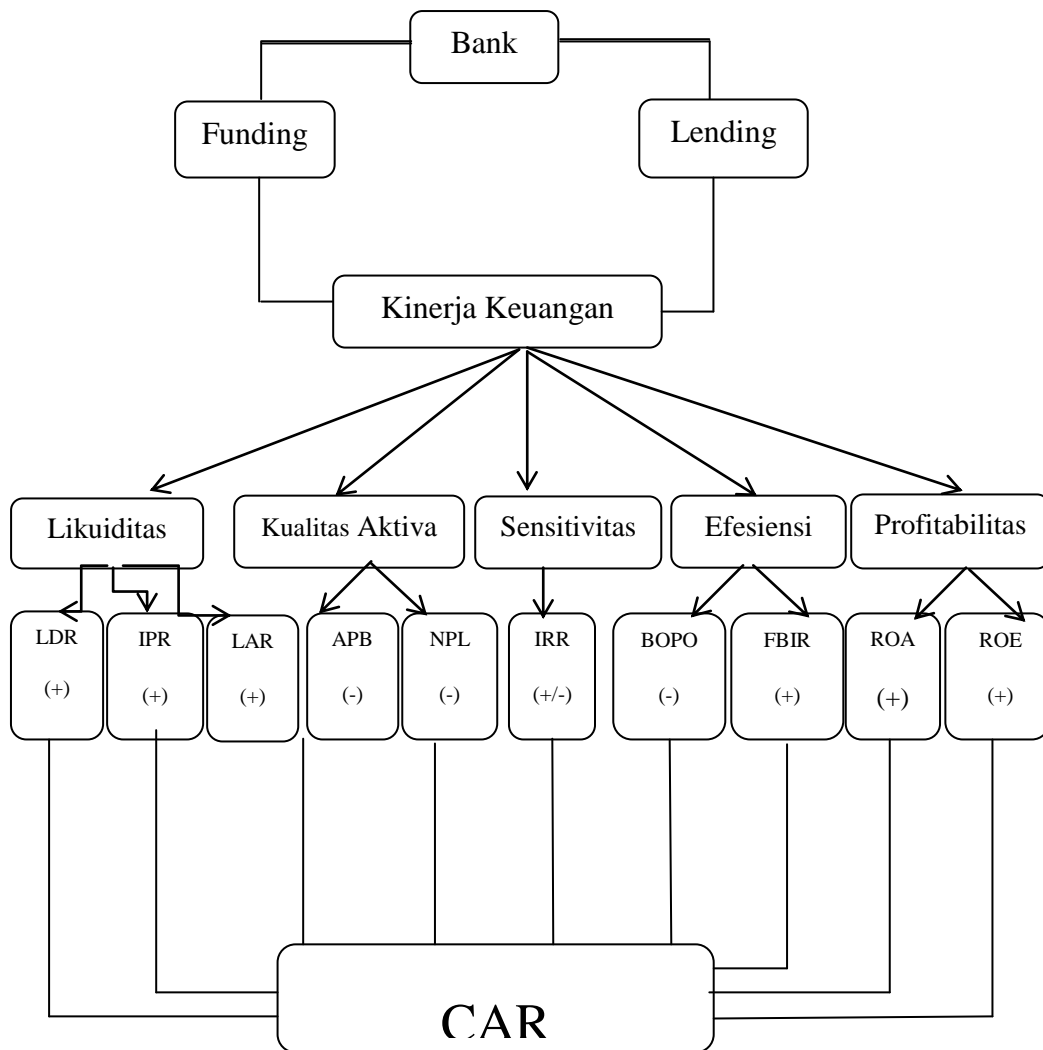 Bank
Funding
Lending
Kinerja Keuangan
Likuiditas
Kualitas Aktiva
Sensitivitas
Efesiensi
Profitabilitas
LDR
(+)
IPR
(+)
LAR
(+)
APB
(-)
NPL
(-)
IRR
(+/-)
BOPO
(-)
FBIR
(+)
ROA
(+)
ROE
(+)
CAR